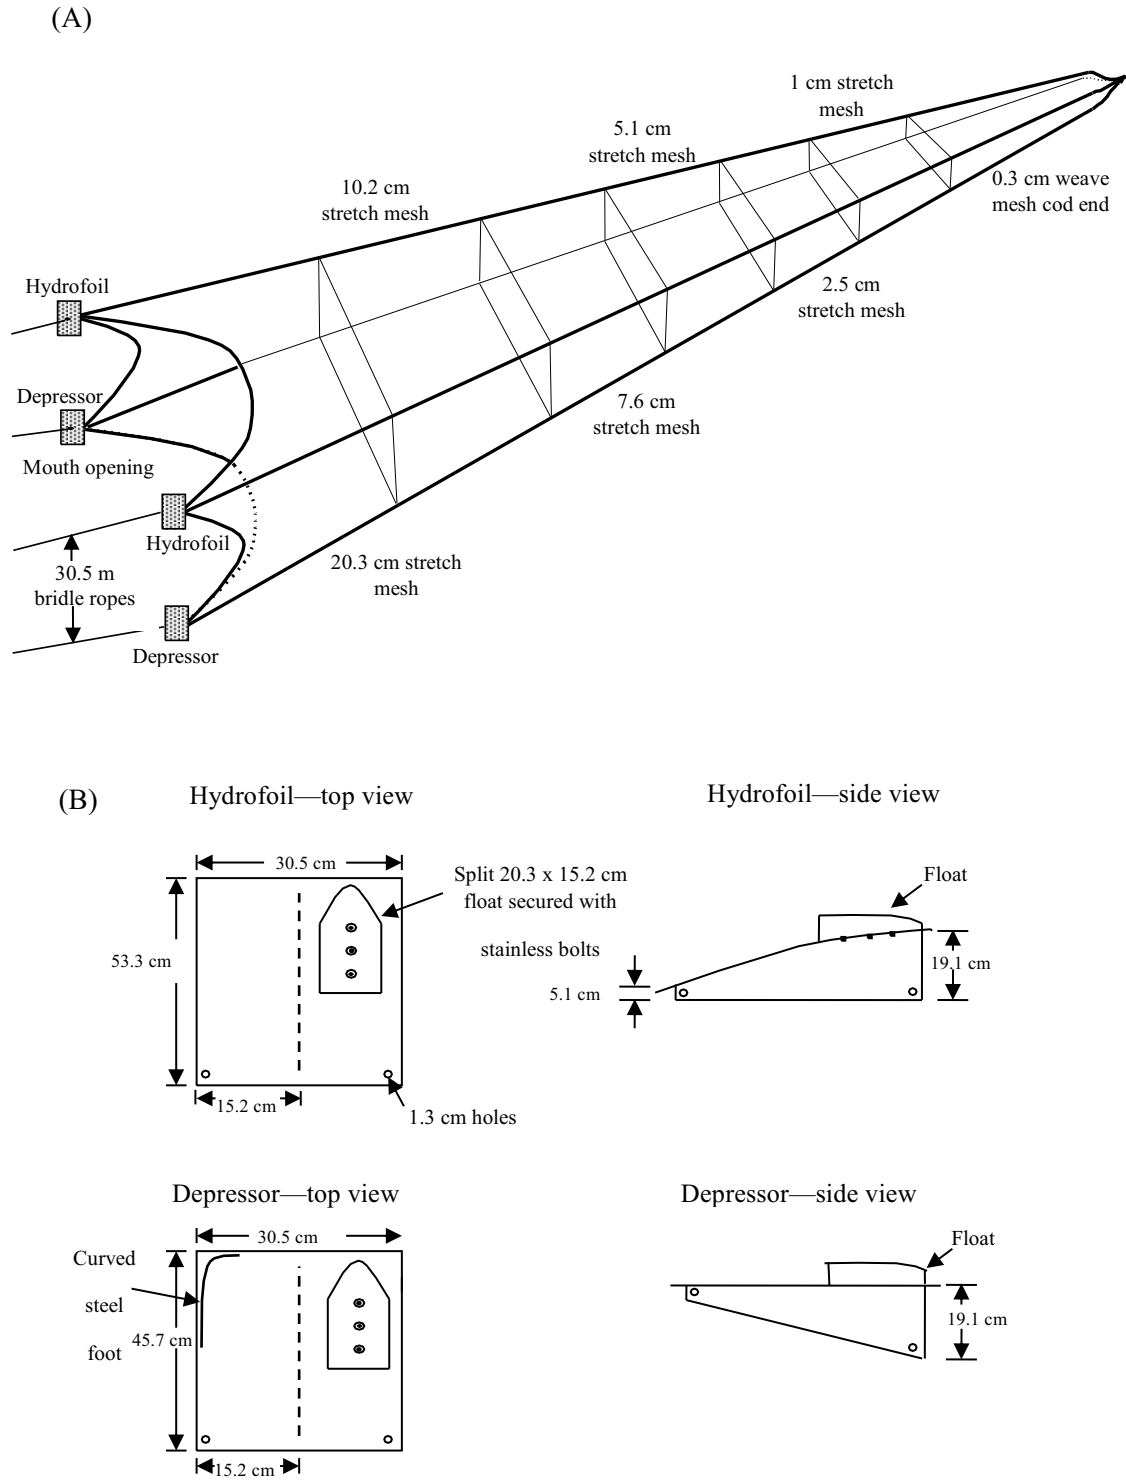 (A)
1 cm stretch
mesh
5.1 cm
stretch mesh
10.2 cm
stretch mesh
0.3 cm weave
mesh cod end
Hydrofoil
2.5 cm
stretch mesh
Depressor
7.6 cm
stretch mesh
Mouth opening
Hydrofoil
20.3 cm stretch
mesh
30.5 m
bridle ropes
Depressor
(B)
Hydrofoil—top view
Hydrofoil—side view
30.5 cm
Split 20.3 x 15.2 cm
float secured with
stainless bolts
Float
53.3 cm
19.1 cm
5.1 cm
15.2 cm
1.3 cm holes
Depressor—top view
Depressor—side view
30.5 cm
Curved
steel
foot
Float
45.7 cm
19.1 cm
15.2 cm